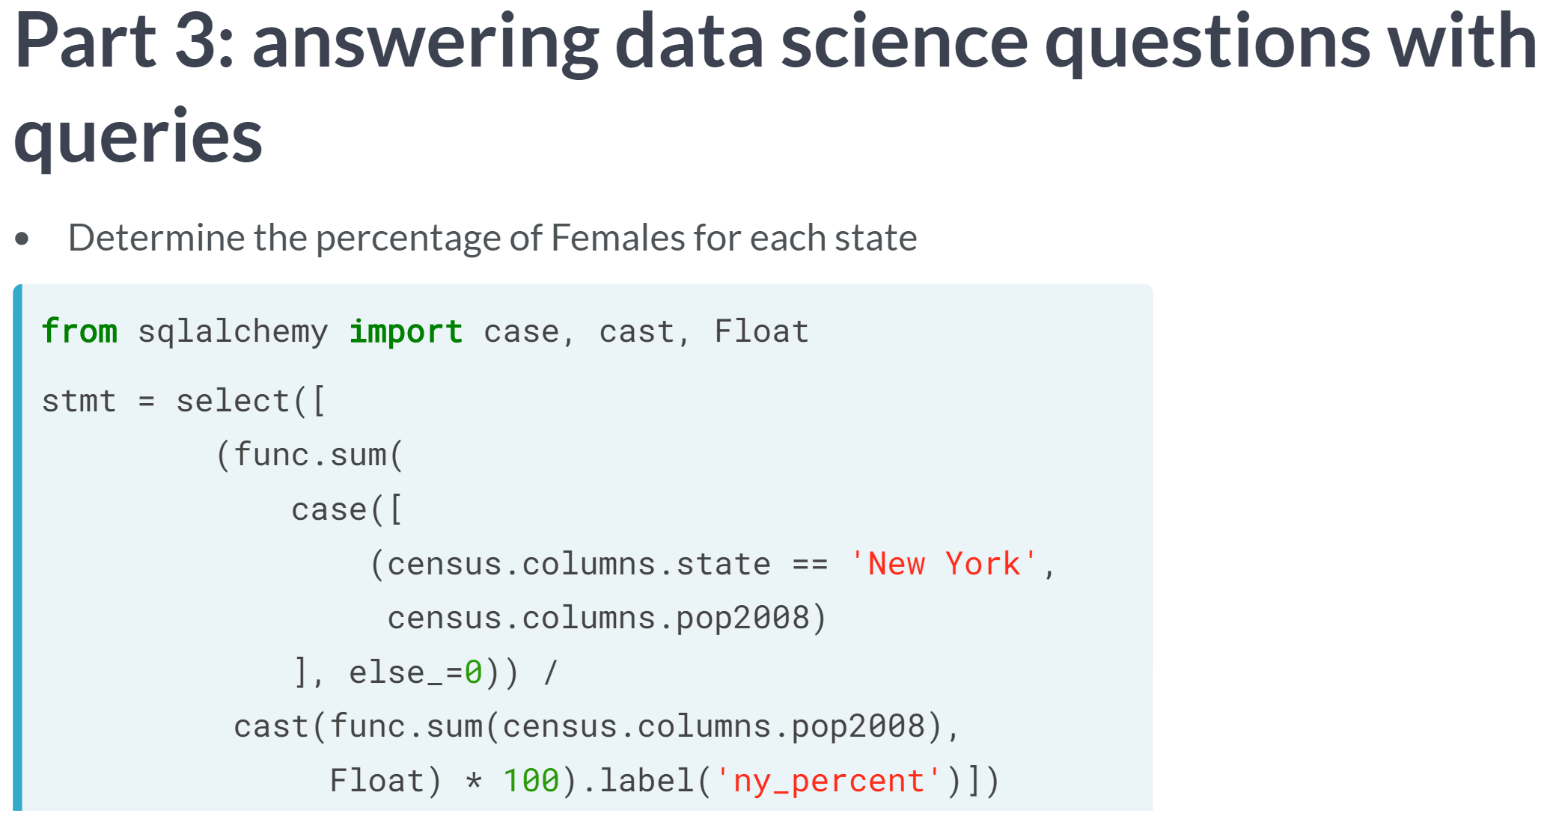 Part 3: answering data science questions with
queries
• Determine the percentage of Females for each state
from sqlalchemy import case, cast, Float
stmt = select([
         (func.sum(
             case([
                 (census.columns.state == 'New York',
                  census.columns.pop2008)
             ], else_=0)) /
          cast(func.sum(census.columns.pop2008),
               Float) * 100).label('ny_percent')])